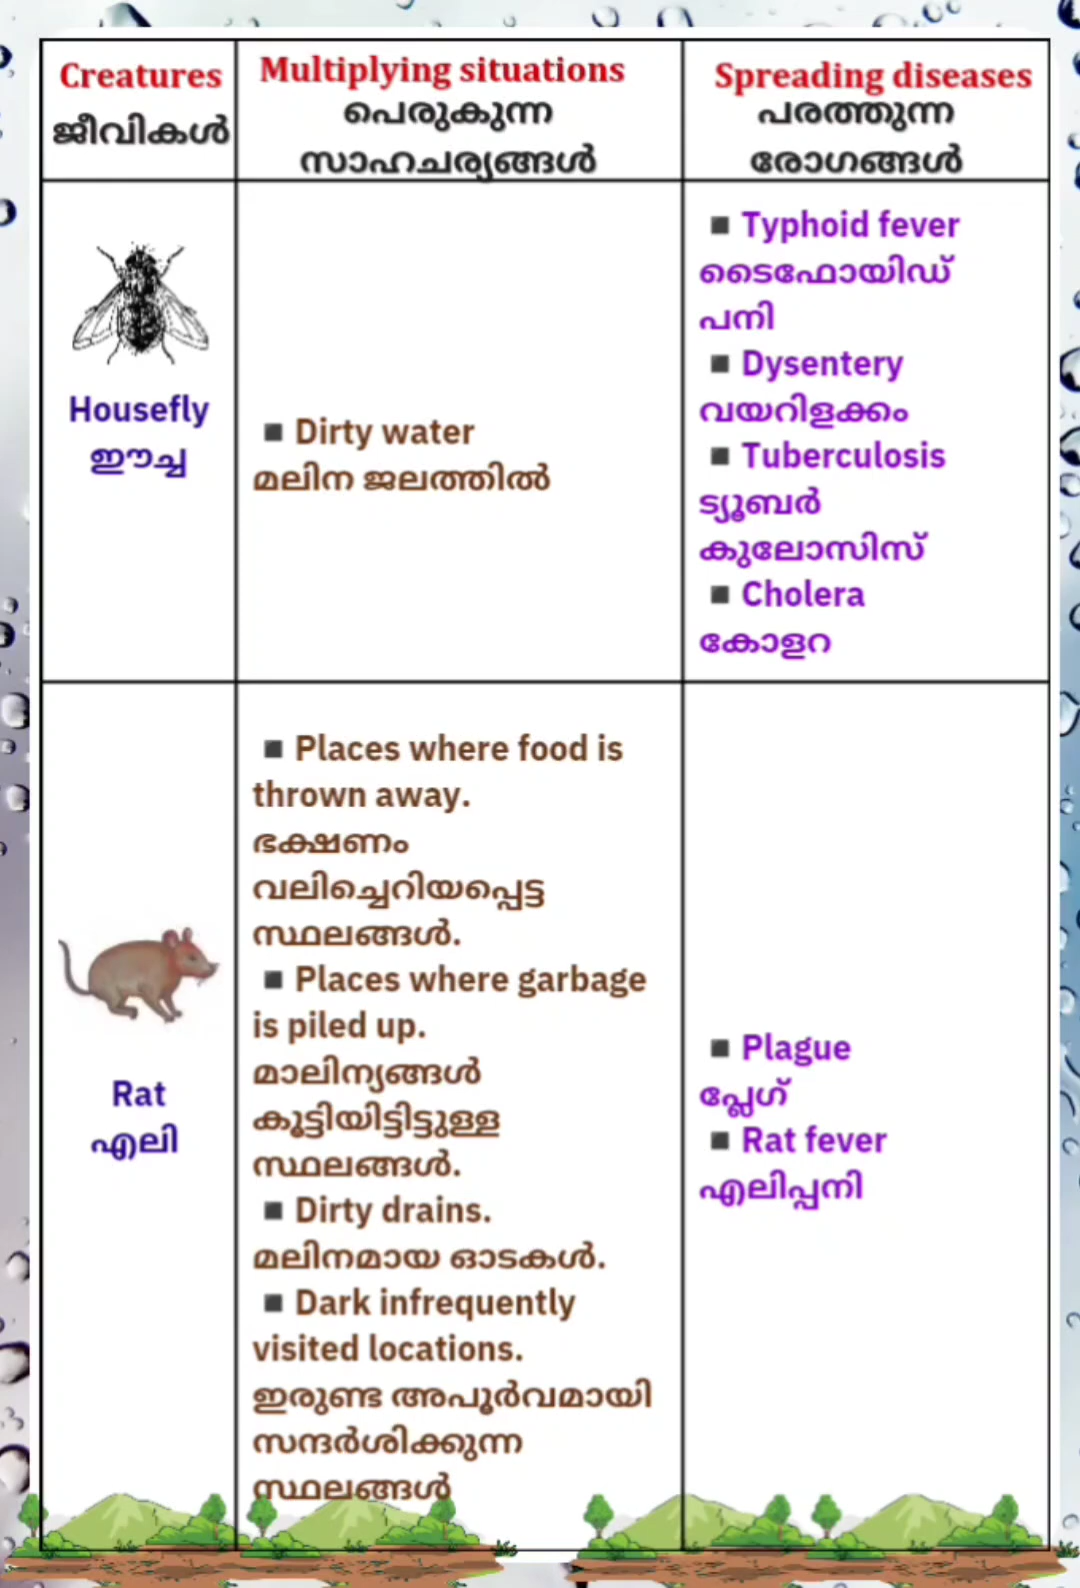 Creatures
ജീവികൾ
Multiplying situations
പെരുകുന്ന
സാഹചര്യങ്ങൾ
Spreading diseases
പരത്തുന്ന
രോഗങ്ങൾ
Housefly
ഈച്ച
▪ Dirty water
മലിന ജലത്തിൽ
▪ Typhoid fever
ടൈഫോയിഡ്
പനി
▪ Dysentery
വയറിളക്കം
▪ Tuberculosis
ട്യൂബർ
കുലോസിസ്
▪ Cholera
കോളറ
Rat
എലി
▪ Places where food is
thrown away.
ഭക്ഷണം
വലിച്ചെറിയപ്പെട്ട
സ്ഥലങ്ങൾ.
▪ Places where garbage
is piled up.
മാലിന്യങ്ങൾ
കൂട്ടിയിട്ടിട്ടുള്ള
സ്ഥലങ്ങൾ.
▪ Dirty drains.
മലിനമായ ഓടകൾ.
▪ Dark infrequently
visited locations.
ഇരുണ്ട അപൂർവമായി
സന്ദർശിക്കുന്ന
സ്ഥലങ്ങൾ
▪ Plague
പ്ലേഗ്
▪ Rat fever
എലിപ്പനി